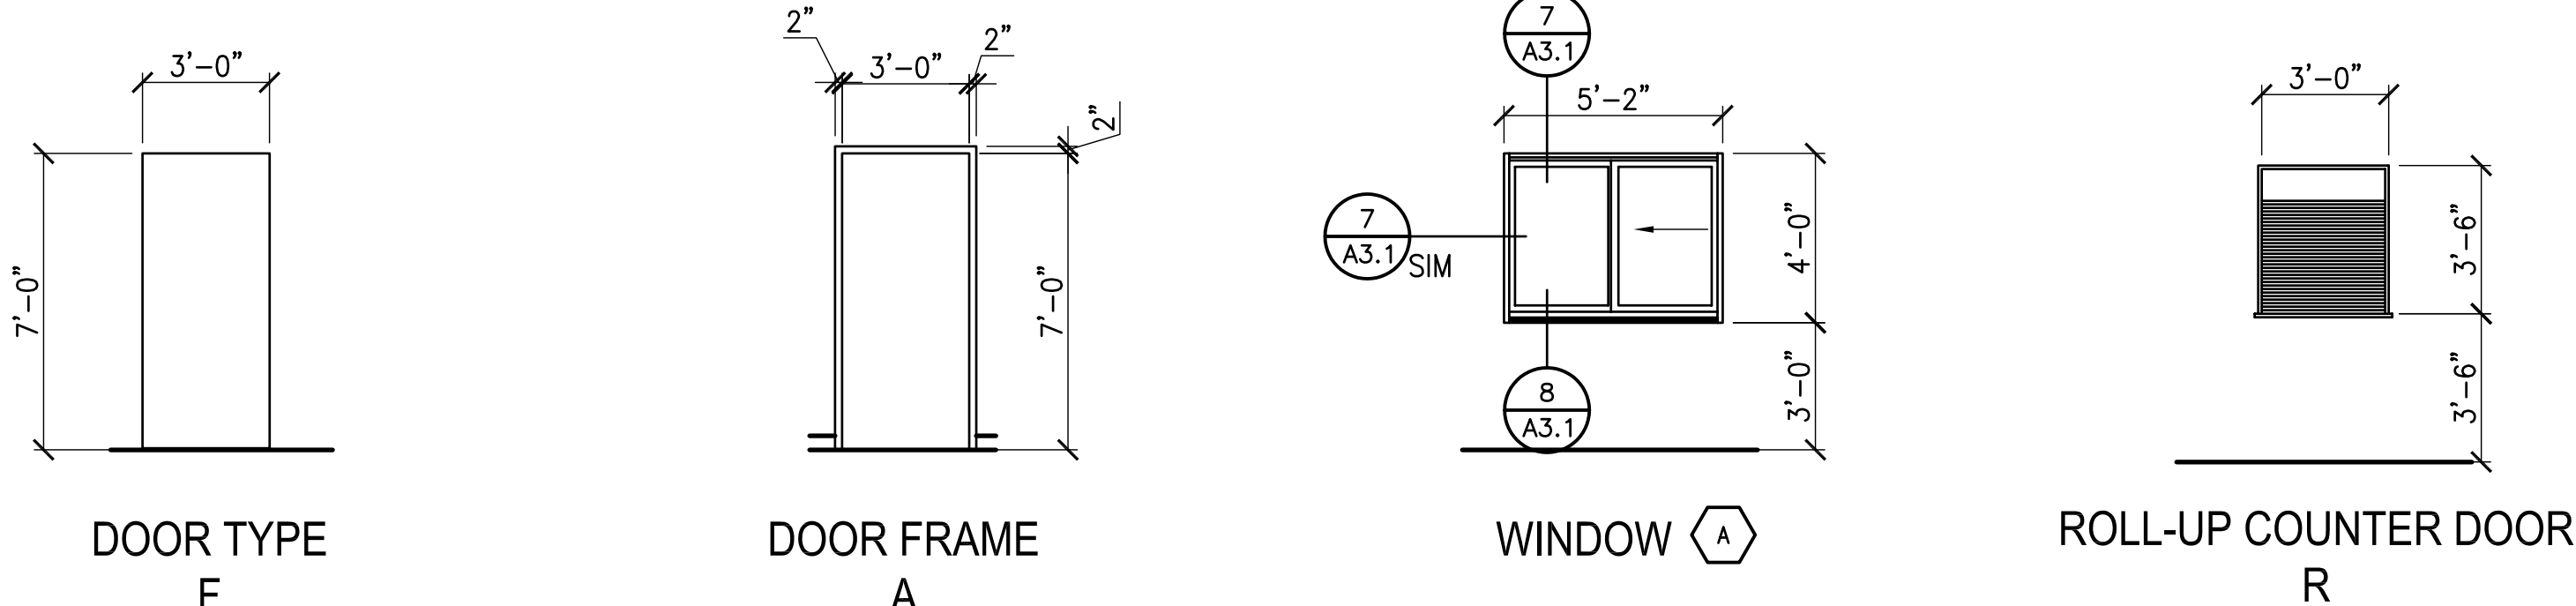 3'-0"
7'-0"
DOOR TYPE
F
2"
3'-0"
2"
2"
7'-0"
DOOR FRAME
A
7
A3.1
5'-2"
7
A3.1
SIM
4'-0"
8
A3.1
3'-0"
WINDOW A
3'-0"
3'-6"
3'-6"
ROLL-UP COUNTER DOOR
R